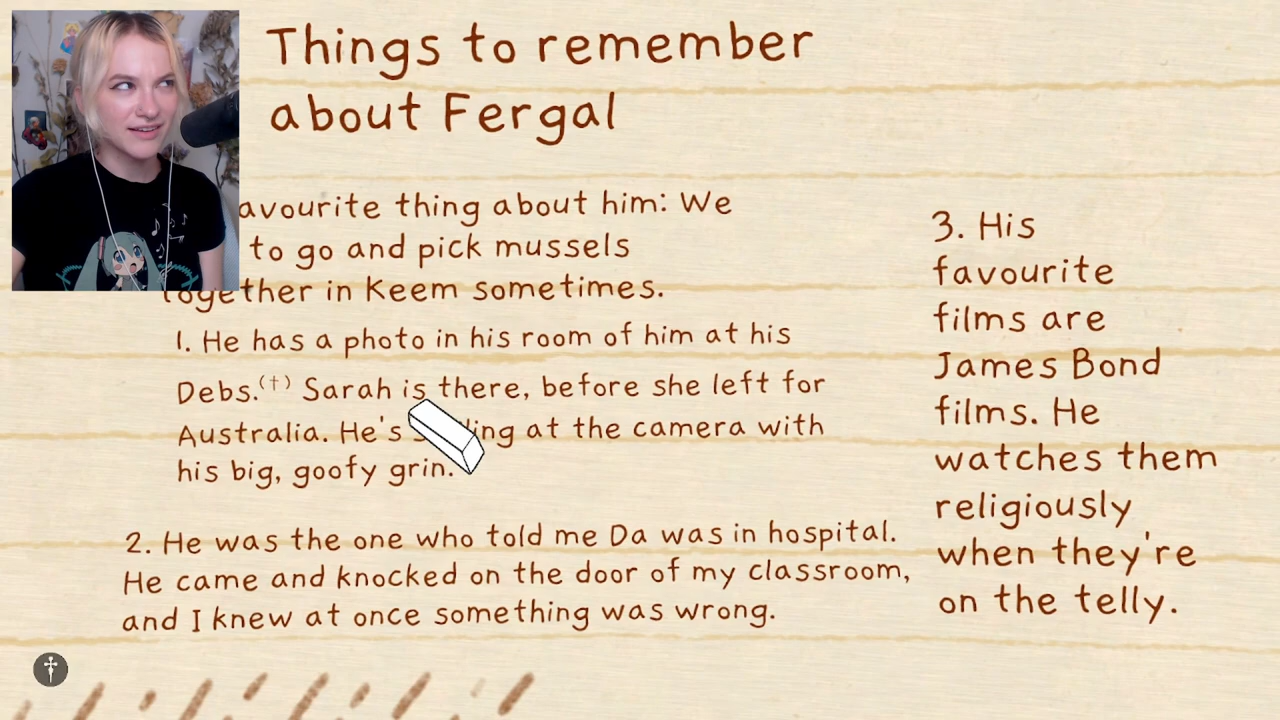 Things to remember
about Fergal
avourite thing about him: We
to go and pick mussels
together in Keem sometimes.
1. He has a photo in his room of him at his
Debs.(†) Sarah is there, before she left for
Australia. He's at the camera with
his big, goofy grin.
2. He was the one who told me Da was in hospital.
He came and knocked on the door of my classroom,
and I knew at once something was wrong.
3. His
favourite
films are
James Bond
films. He
watches them
religiously
when they're
on the telly.